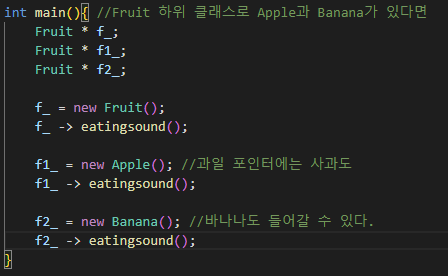 int main(){ //Fruit 하위 클래스로 Apple과 Banana가 있다면
Fruit * f_;
Fruit * f1_;
Fruit * f2_;
f_ = new Fruit();
f_ -> eatingsound();
f1_ = new Apple(); //과일 포인터에는 사과도
f1_ -> eatingsound();
f2_ = new Banana(); //바나나도 들어갈 수 있다.
f2_ -> eatingsound();
}